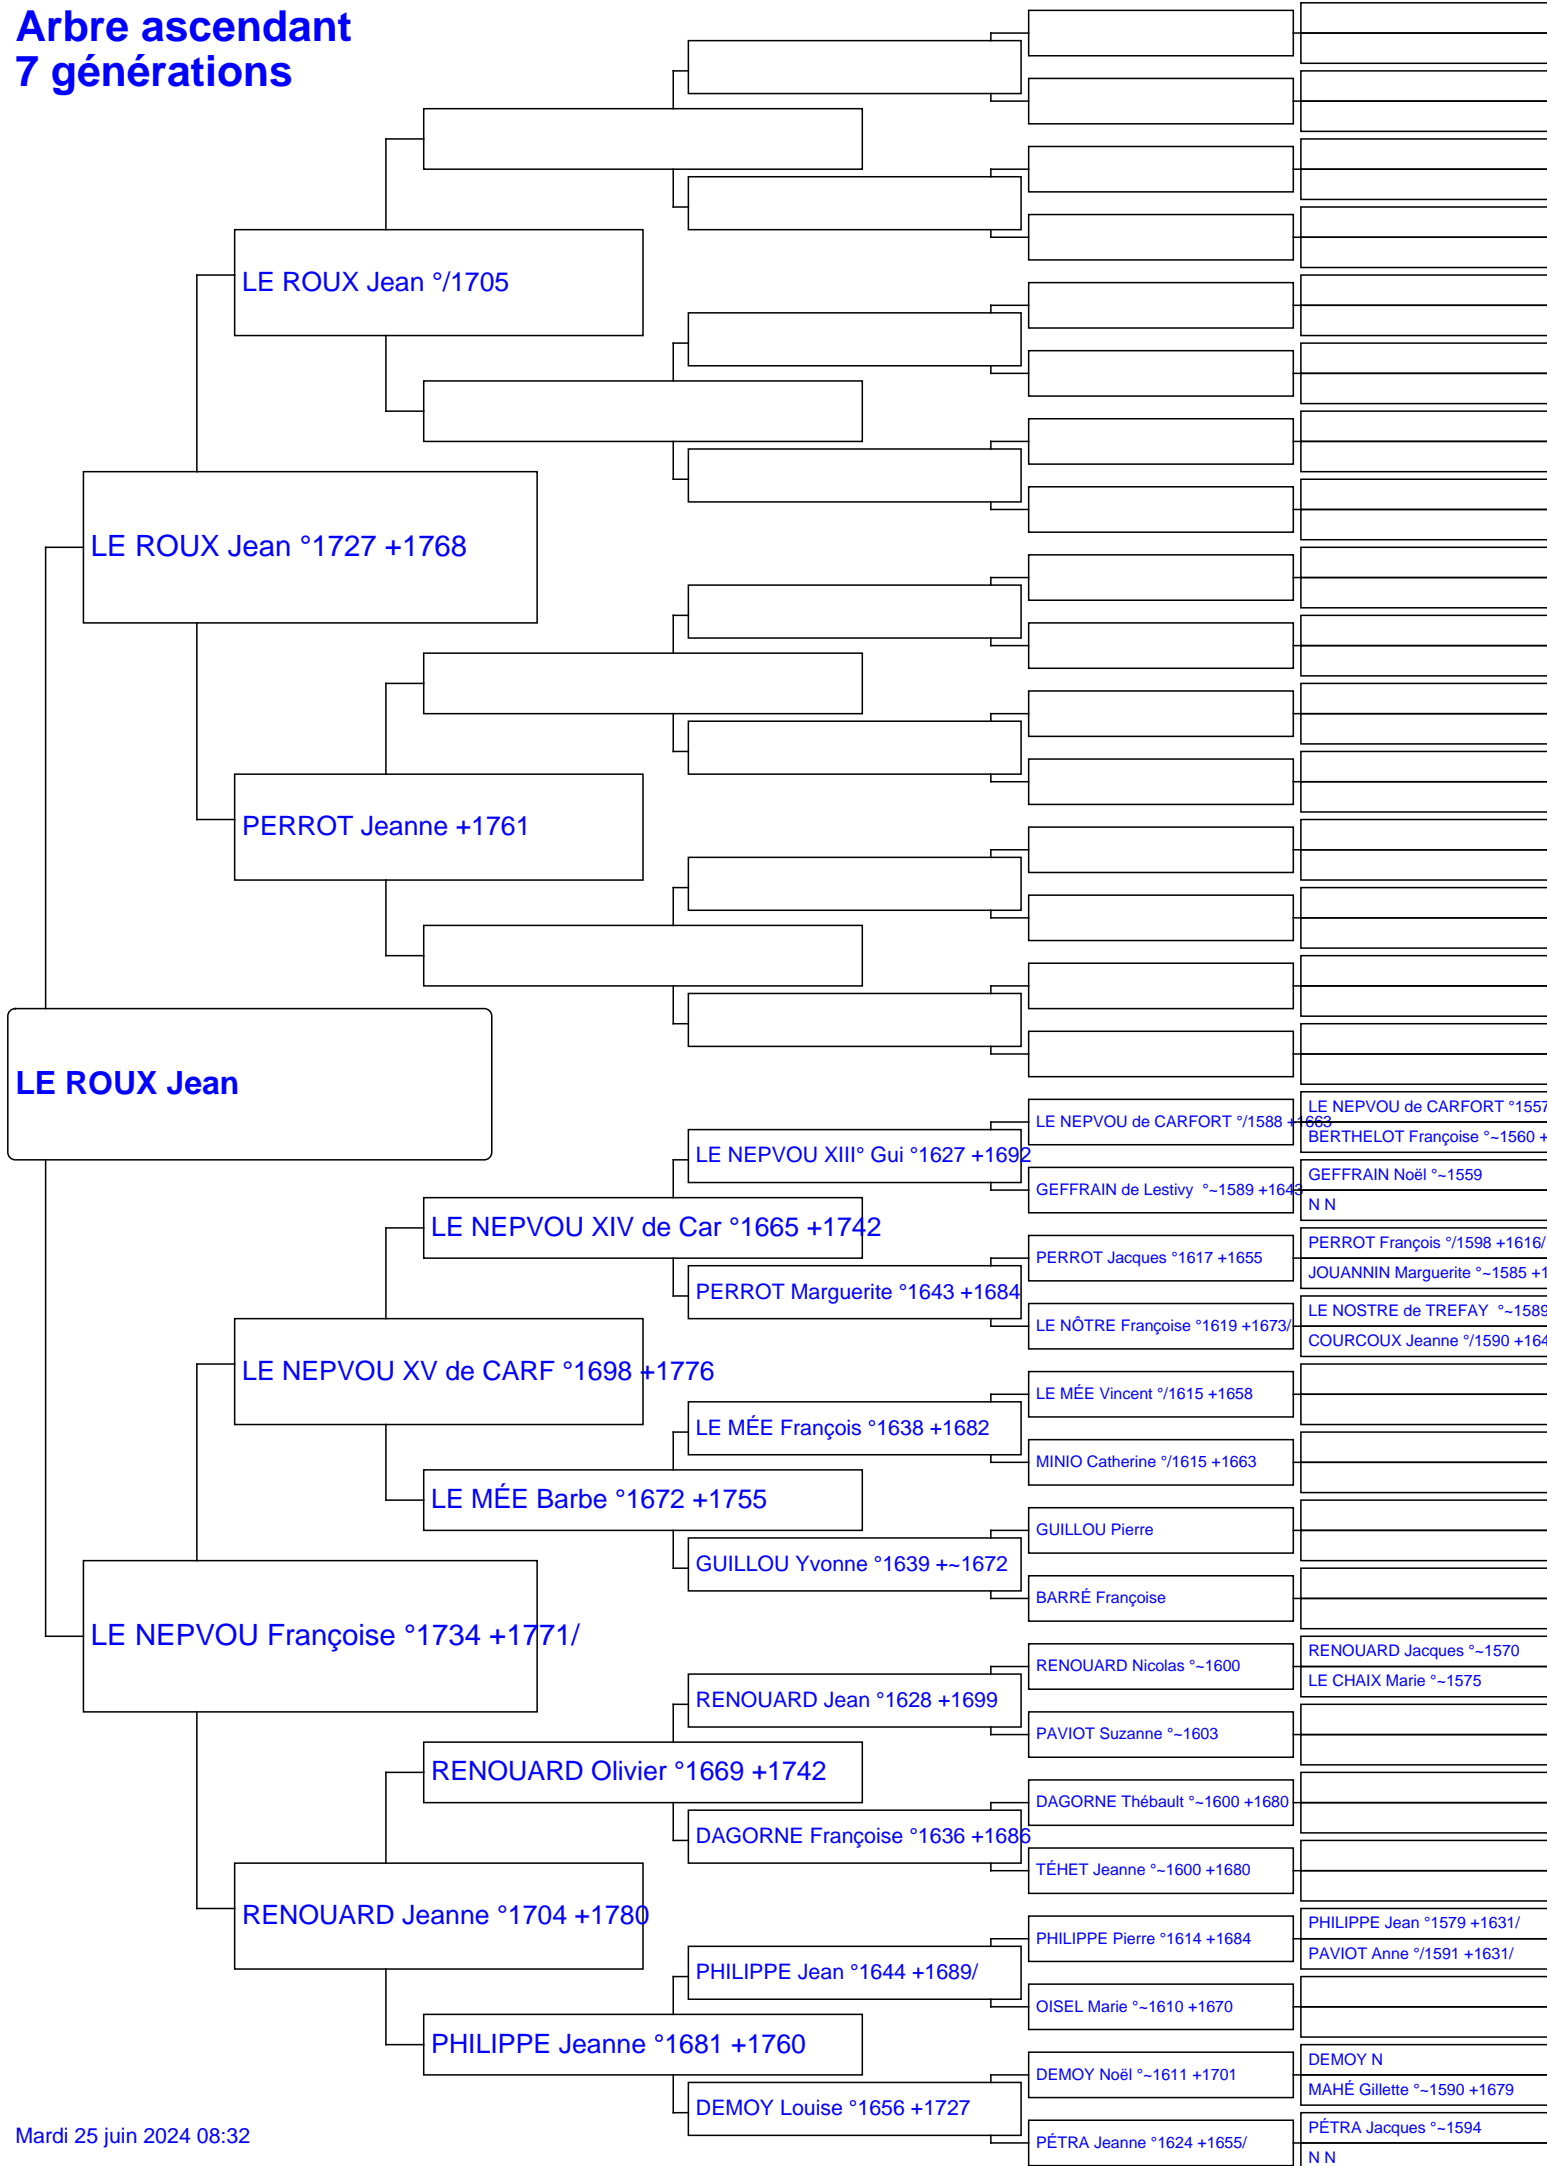 Arbre ascendant
7 générations
LE ROUX Jean °/1705
LE ROUX Jean °1727 +1768
PERROT Jeanne +1761
LE ROUX Jean
LE NEPVOU de CARFORT °/1588 +1663
LE NEPVOU de CARFORT °1557
BERTHELOT Françoise °~1560 +
LE NEPVOU XIII° Gui °1627 +1692
GEFFRAIN de Lestivy °~1589 +1643
GEFFRAIN Noël °~1559
N N
LE NEPVOU XIV de Car °1665 +1742
PERROT Jacques °1617 +1655
PERROT François °/1598 +1616/
JOUANNIN Marguerite °~1585 +1
PERROT Marguerite °1643 +1684
LE NÔTRE Françoise °1619 +1673/
LE NOSTRE de TREFAY °~1589
COURCOUX Jeanne °/1590 +164
LE NEPVOU XV de CARF °1698 +1776
LE MÉE Vincent °/1615 +1658
LE MÉE François °1638 +1682
MINIO Catherine °/1615 +1663
LE MÉE Barbe °1672 +1755
GUILLOU Pierre
GUILLOU Yvonne °1639 +~1672
BARRÉ Françoise
LE NEPVOU Françoise °1734 +1771/
RENOUARD Nicolas °~1600
RENOUARD Jacques °~1570
LE CHAIX Marie °~1575
RENOUARD Jean °1628 +1699
PAVIOT Suzanne °~1603
RENOUARD Olivier °1669 +1742
DAGORNE Thébault °~1600 +1680
DAGORNE Françoise °1636 +1686
TÉHET Jeanne °~1600 +1680
RENOUARD Jeanne °1704 +1780
PHILIPPE Pierre °1614 +1684
PHILIPPE Jean °1579 +1631/
PAVIOT Anne °/1591 +1631/
PHILIPPE Jean °1644 +1689/
OISEL Marie °~1610 +1670
PHILIPPE Jeanne °1681 +1760
DEMOY Noël °~1611 +1701
DEMOY N
MAHÉ Gillette °~1590 +1679
DEMOY Louise °1656 +1727
PÉTRA Jeanne °1624 +1655/
PÉTRA Jacques °~1594
N N
Mardi 25 juin 2024 08:32